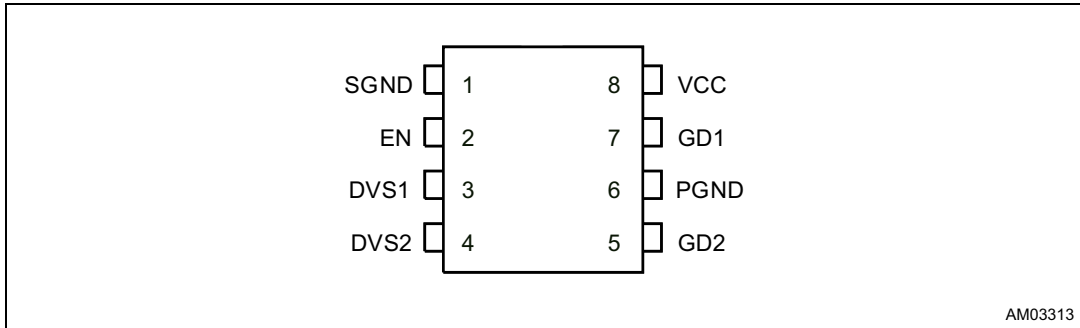 SGND 1 8 VCC
EN 2 7 GD1
DVS1 3 6 PGND
DVS2 4 5 GD2
AM03313